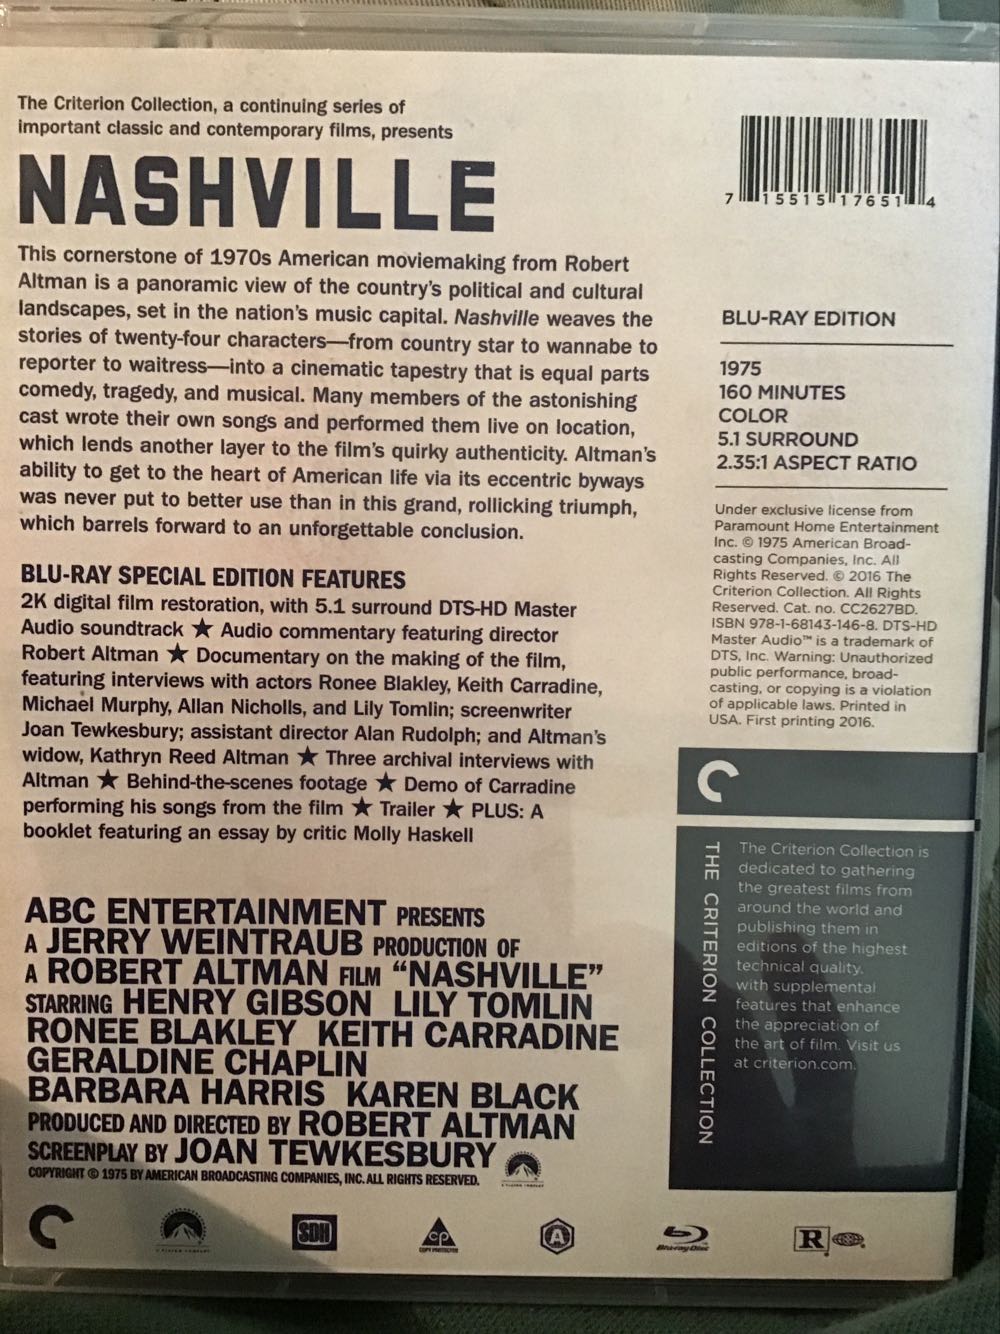 The Criterion Collection, a continuing series of
important classic and contemporary films, presents
NASHVILLE
This cornerstone of 1970s American moviemaking from Robert
Altman is a panoramic view of the country's political and cultural
landscapes, set in the nation's music capital. Nashville weaves the
stories of twenty-four characters—from country star to wannabe to
reporter to waitress—into a cinematic tapestry that is equal parts
comedy, tragedy, and musical. Many members of the astonishing
cast wrote their own songs and performed them live on location,
which lends another layer to the film's quirky authenticity. Altman's
ability to get to the heart of American life via its eccentric byways
was never put to better use than in this grand, rollicking triumph,
which barrels forward to an unforgettable conclusion.
BLU-RAY SPECIAL EDITION FEATURES
2K digital film restoration, with 5.1 surround DTS-HD Master
Audio soundtrack ★ Audio commentary featuring director
Robert Altman ★ Documentary on the making of the film,
featuring interviews with actors Ronee Blakley, Keith Carradine,
Michael Murphy, Allan Nicholls, and Lily Tomlin; screenwriter
Joan Tewkesbury; assistant director Alan Rudolph; and Altman's
widow, Kathryn Reed Altman ★ Three archival interviews with
Altman ★ Behind-the-scenes footage ★ Demo of Carradine
performing his songs from the film ★ Trailer ★ PLUS: A
booklet featuring an essay by critic Molly Haskell
ABC ENTERTAINMENT PRESENTS
A JERRY WEINTRAUB PRODUCTION OF
A ROBERT ALTMAN FILM “NASHVILLE”
STARRING HENRY GIBSON LILY TOMLIN
RONEE BLAKLEY KEITH CARRADINE
GERALDINE CHAPLIN
BARBARA HARRIS KAREN BLACK
PRODUCED AND DIRECTED BY ROBERT ALTMAN
SCREENPLAY BY JOAN TEWKESBURY
COPYRIGHT © 1975 BY AMERICAN BROADCASTING COMPANIES, INC. ALL RIGHTS RESERVED.
7 15515 17651 4
BLU-RAY EDITION
1975
160 MINUTES
COLOR
5.1 SURROUND
2.35:1 ASPECT RATIO
Under exclusive license from
Paramount Home Entertainment
Inc. © 1975 American Broad-
casting Companies, Inc. All
Rights Reserved. © 2016 The
Criterion Collection. All Rights
Reserved. Cat. no. CC2627BD.
ISBN 978-1-68143-146-8. DTS-HD
Master Audio™ is a trademark of
DTS, Inc. Warning: Unauthorized
public performance, broad-
casting, or copying is a violation
of applicable laws. Printed in
USA. First printing 2016.
THE CRITERION COLLECTION
The Criterion Collection is
dedicated to gathering
the greatest films from
around the world and
publishing them in
editions of the highest
technical quality,
with supplemental
features that enhance
the appreciation of
the art of film. Visit us
at criterion.com.
SDH
CP
COPY PROTECTED
A
Blu-ray Disc
R